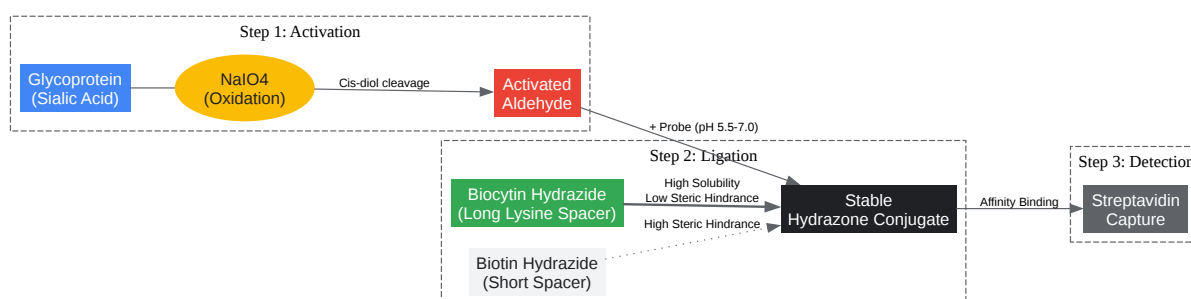 Step 1: Activation
Glycoprotein
(Sialic Acid)
NaIO4
(Oxidation)
Cis-diol cleavage
Activated
Aldehyde
+ Probe (pH 5.5-7.0)
Step 2: Ligation
Biocytin Hydrazide
(Long Lysine Spacer)
High Solubility
Low Steric Hindrance
High Steric Hindrance
Biotin Hydrazide
(Short Spacer)
Stable
Hydrazone Conjugate
Affinity Binding
Step 3: Detection
Streptavidin
Capture